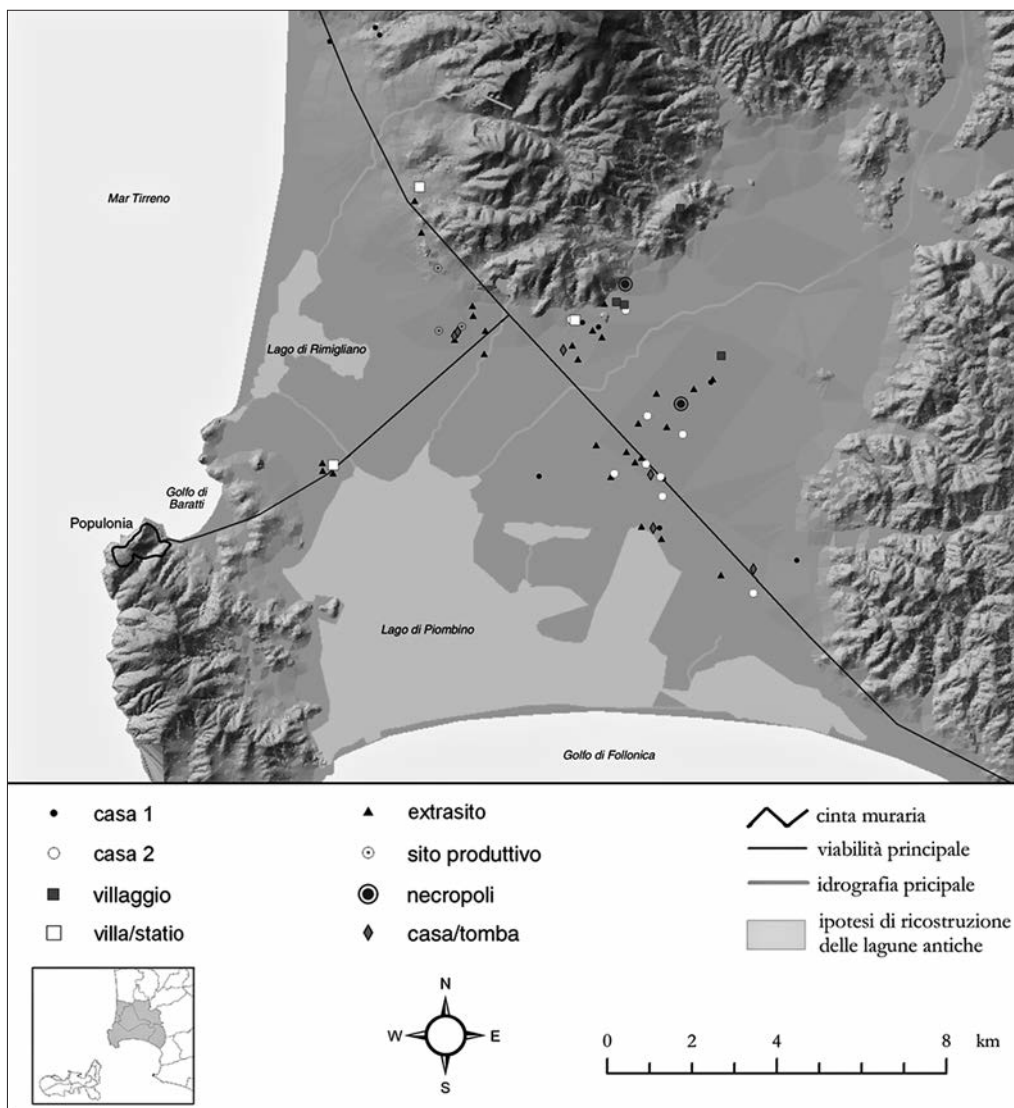 Mar Tirreno
Lago di Rimigliano
Golfo di
Baratti
Populonia
Lago di Piombino
Golfo di Follonica
casa 1
casa 2
villaggio
villa/statio
extrasito
sito produttivo
necropoli
casa/tomba
cinta muraria
viabilità principale
idrografia pricipale
ipotesi di ricostruzione
delle lagune antiche
N
W E
S
0 2 4 8 km